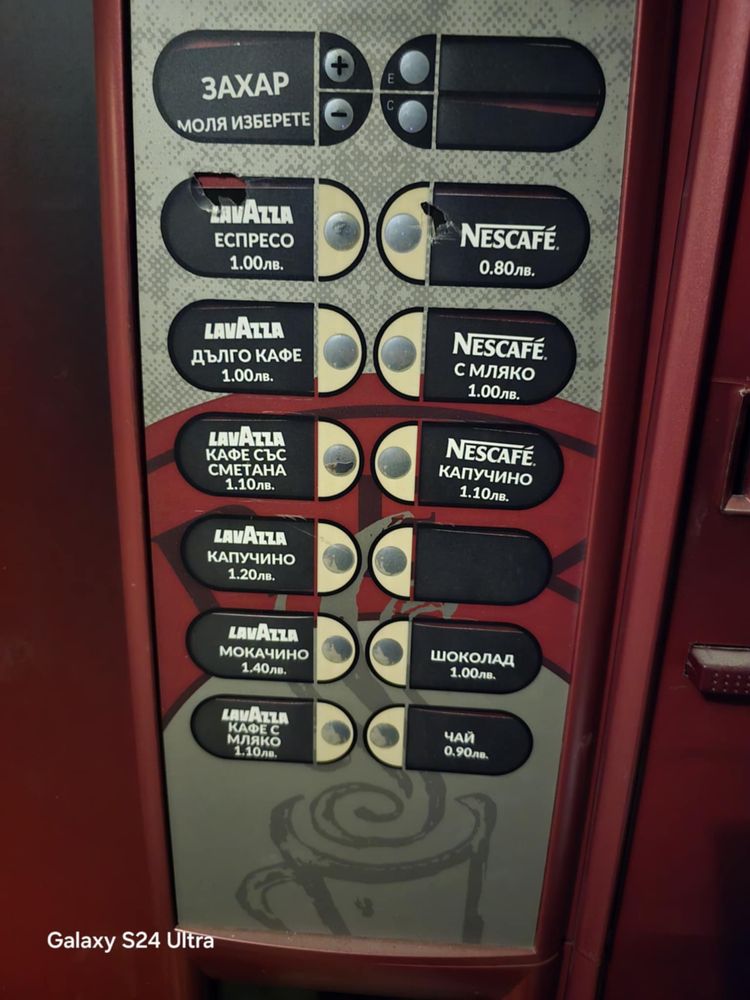 ЗАХАР
МОЛЯ ИЗБЕРЕТЕ
+
-
E
C
LAVAZZA
ЕСПРЕСО
1.00лв.
NESCAFÉ.
0.80лв.
LAVAZZA
ДЪЛГО КАФЕ
1.00лв.
NESCAFÉ.
С МЛЯКО
1.00лв.
LAVAZZA
КАФЕ СЪС
СМЕТАНА
1.10лв.
NESCAFÉ.
КАПУЧИНО
1.10лв.
LAVAZZA
КАПУЧИНО
1.20лв.
LAVAZZA
МОКАЧИНО
1.40лв.
ШОКОЛАД
1.00лв.
LAVAZZA
КАФЕ С
МЛЯКО
1.10лв.
ЧАЙ
0.90лв.
Galaxy S24 Ultra